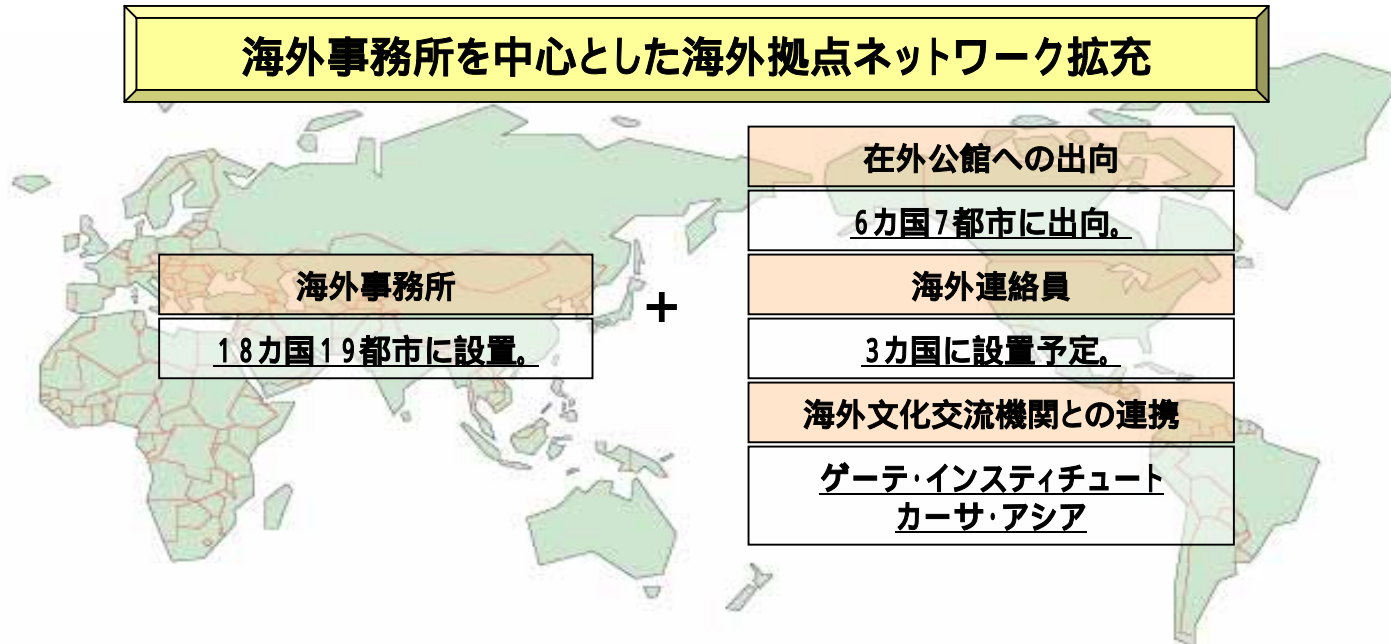 海外事務所を中心とした海外拠点ネットワーク拡充
海外事務所
18カ国19都市に設置。
+
在外公館への出向
6カ国7都市に出向。
海外連絡員
3カ国に設置予定。
海外文化交流機関との連携
ゲーテ・インスティチュート
カーサ・アジア